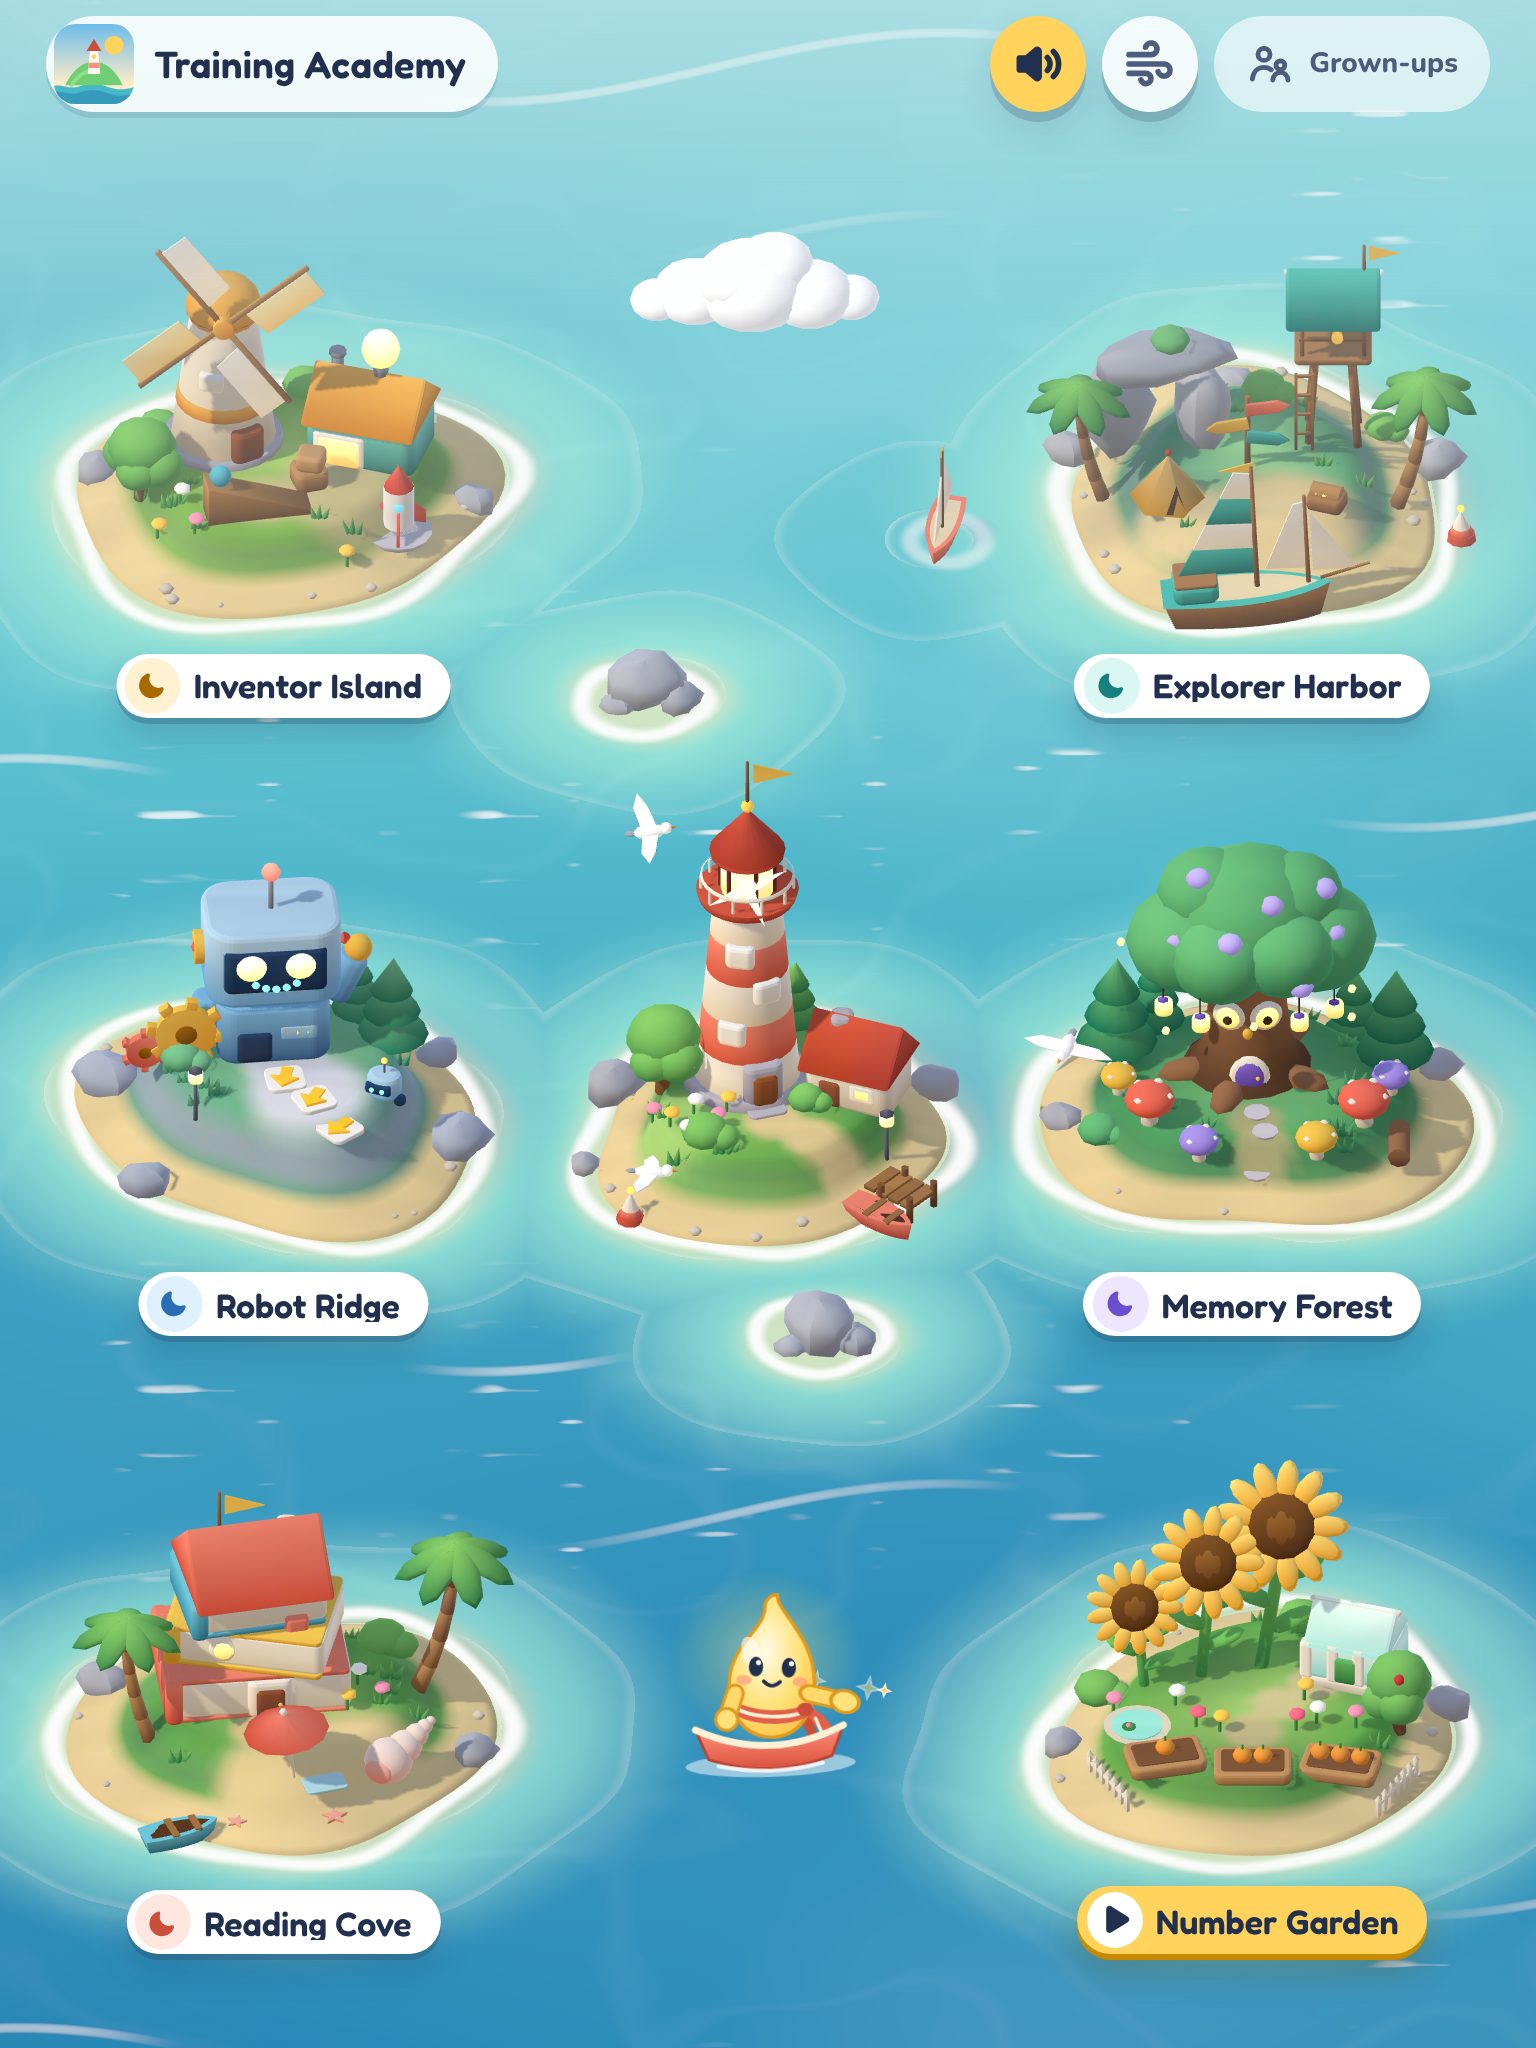 Training Academy
Grown-ups
Inventor Island
Explorer Harbor
Robot Ridge
Memory Forest
Reading Cove
Number Garden